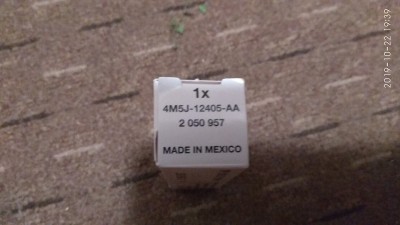 1x
4M5J-12405-AA
2 050 957
MADE IN MEXICO
2019-10-22 19:39